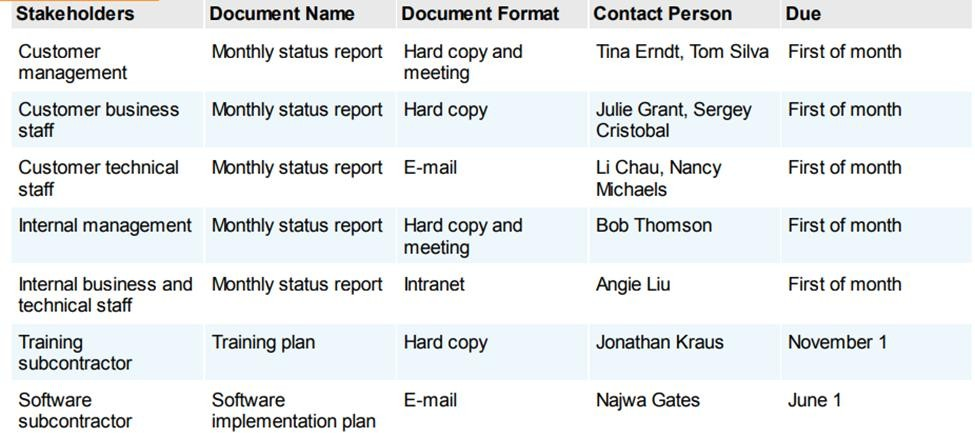 Stakeholders Document Name Document Format Contact Person Due
Customer management Monthly status report Hard copy and meeting Tina Erndt, Tom Silva First of month
Customer business staff Monthly status report Hard copy Julie Grant, Sergey Cristobal First of month
Customer technical staff Monthly status report E-mail Li Chau, Nancy Michaels First of month
Internal management Monthly status report Hard copy and meeting Bob Thomson First of month
Internal business and technical staff Monthly status report Intranet Angie Liu First of month
Training subcontractor Training plan Hard copy Jonathan Kraus November 1
Software subcontractor Software implementation plan E-mail Najwa Gates June 1